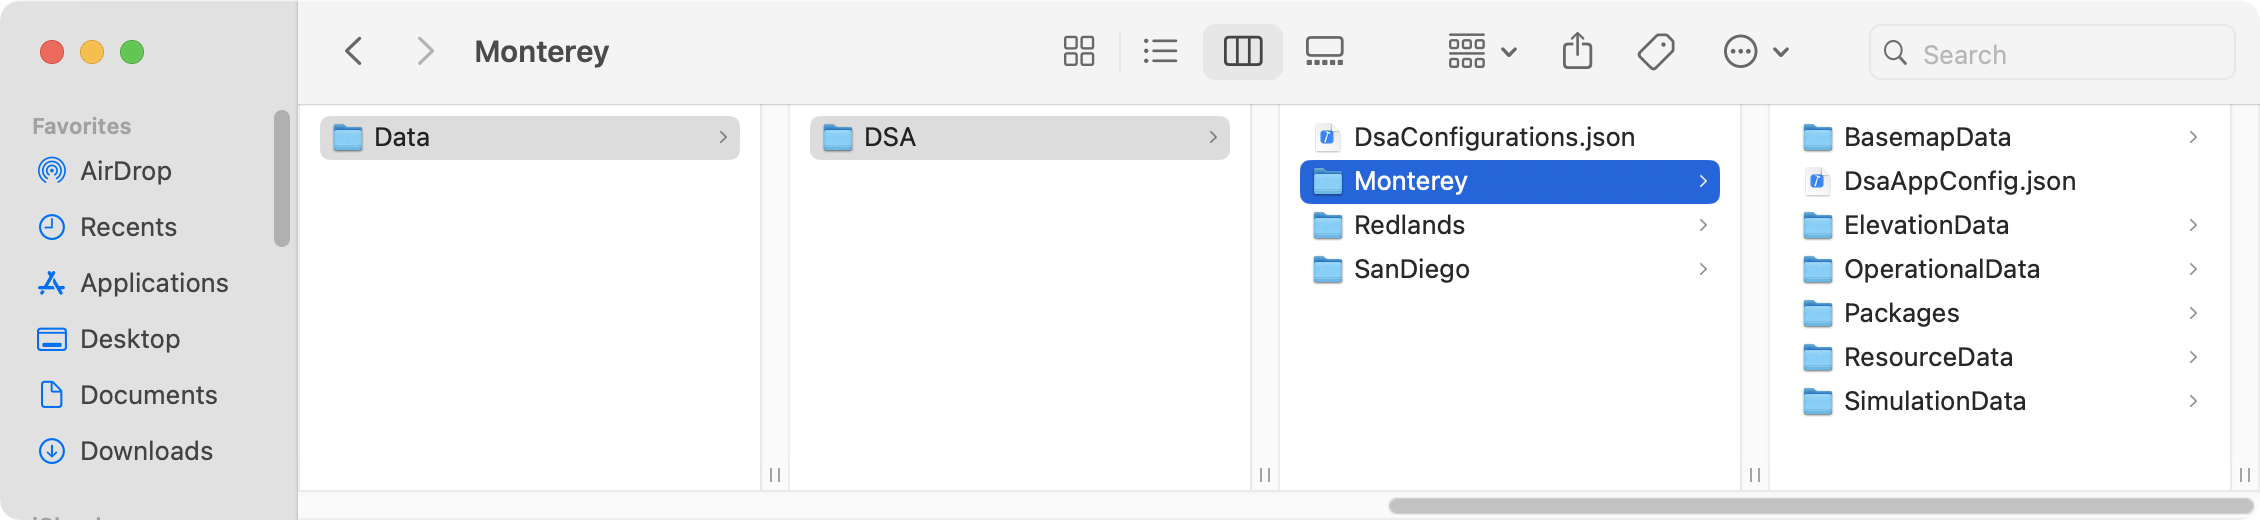 Monterey
Search
Favorites
AirDrop
Recents
Applications
Desktop
Documents
Downloads
Data
DSA
DsaConfigurations.json
Monterey
Redlands
SanDiego
BasemapData
DsaAppConfig.json
ElevationData
OperationalData
Packages
ResourceData
SimulationData